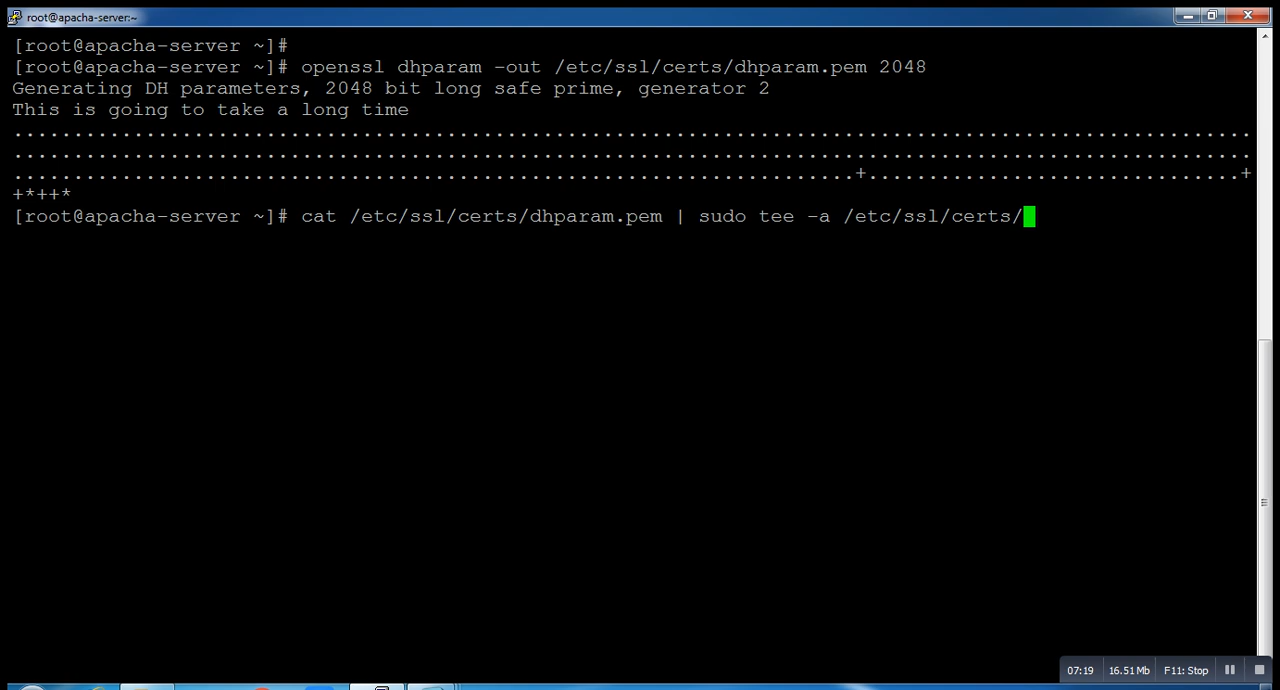 root@apacha-server:~
[root@apacha-server ~]#
[root@apacha-server ~]# openssl dhparam -out /etc/ssl/certs/dhparam.pem 2048
Generating DH parameters, 2048 bit long safe prime, generator 2
This is going to take a long time
.......................................................................................................
.......................................................................................................
......................................................................+...............................+
+*++*
[root@apacha-server ~]# cat /etc/ssl/certs/dhparam.pem | sudo tee -a /etc/ssl/certs/
07:19 16.51 Mb F11: Stop